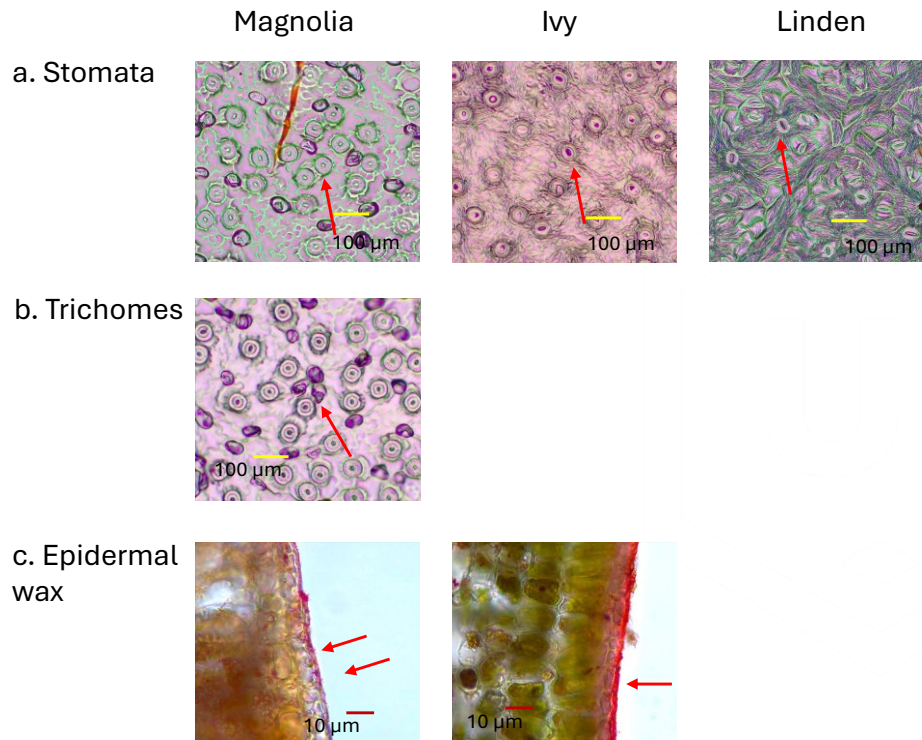 Magnolia Ivy Linden
a. Stomata
100 µm 100 µm 100 µm
b. Trichomes
100 µm
c. Epidermal
wax
10 µm 10 µm